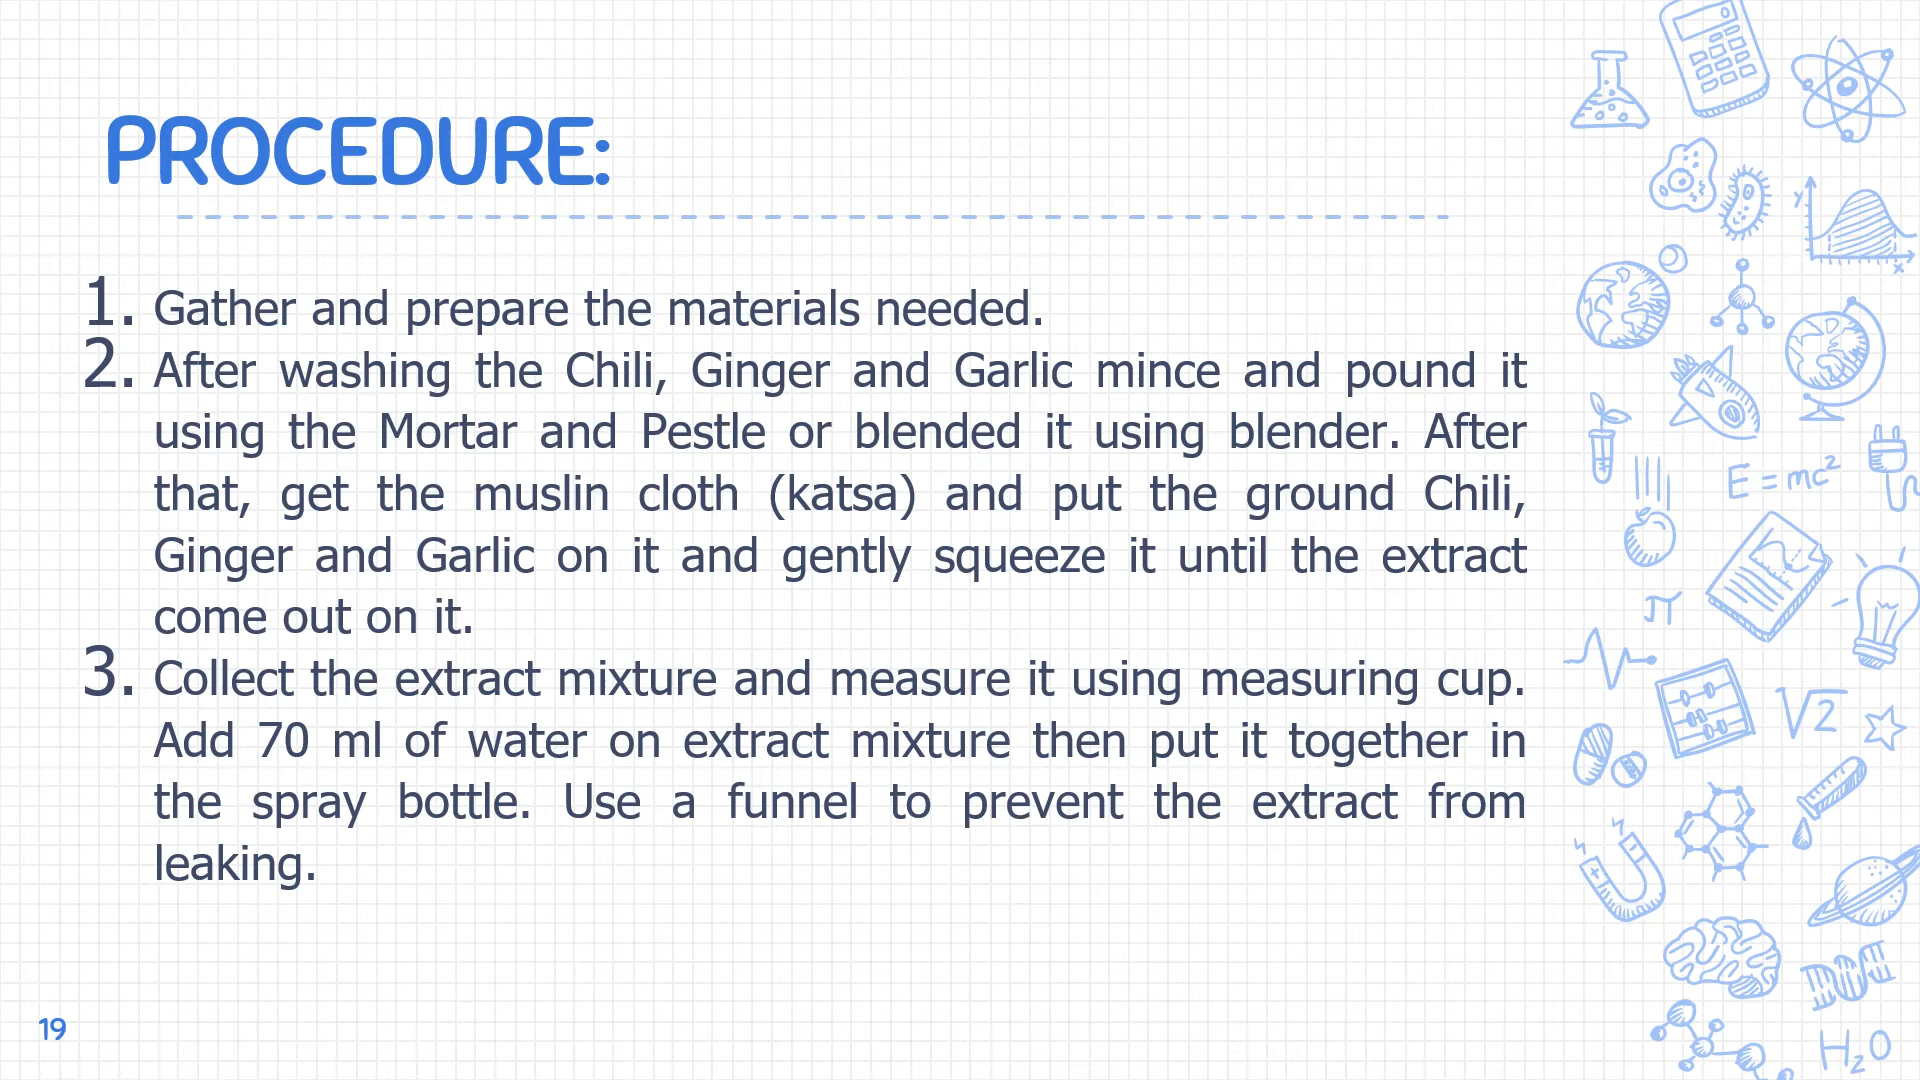 PROCEDURE:
1. Gather and prepare the materials needed.
2. After washing the Chili, Ginger and Garlic mince and pound it
using the Mortar and Pestle or blended it using blender. After
that, get the muslin cloth (katsa) and put the ground Chili,
Ginger and Garlic on it and gently squeeze it until the extract
come out on it.
3. Collect the extract mixture and measure it using measuring cup.
Add 70 ml of water on extract mixture then put it together in
the spray bottle. Use a funnel to prevent the extract from
leaking.
19
y
x
E = mc²
π
√2
H₂O